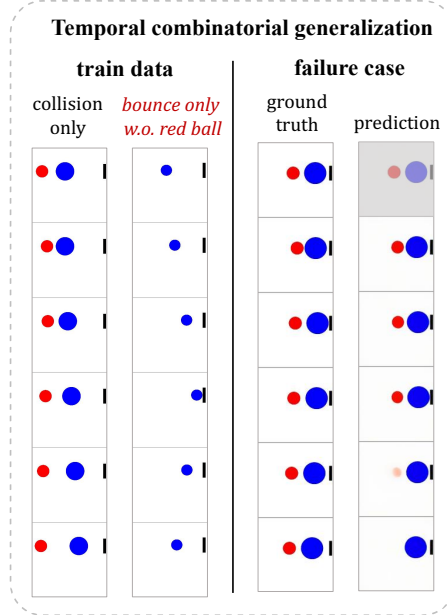 Temporal combinatorial generalization
train data
failure case
collision
only
bounce only
w.o. red ball
ground
truth
prediction